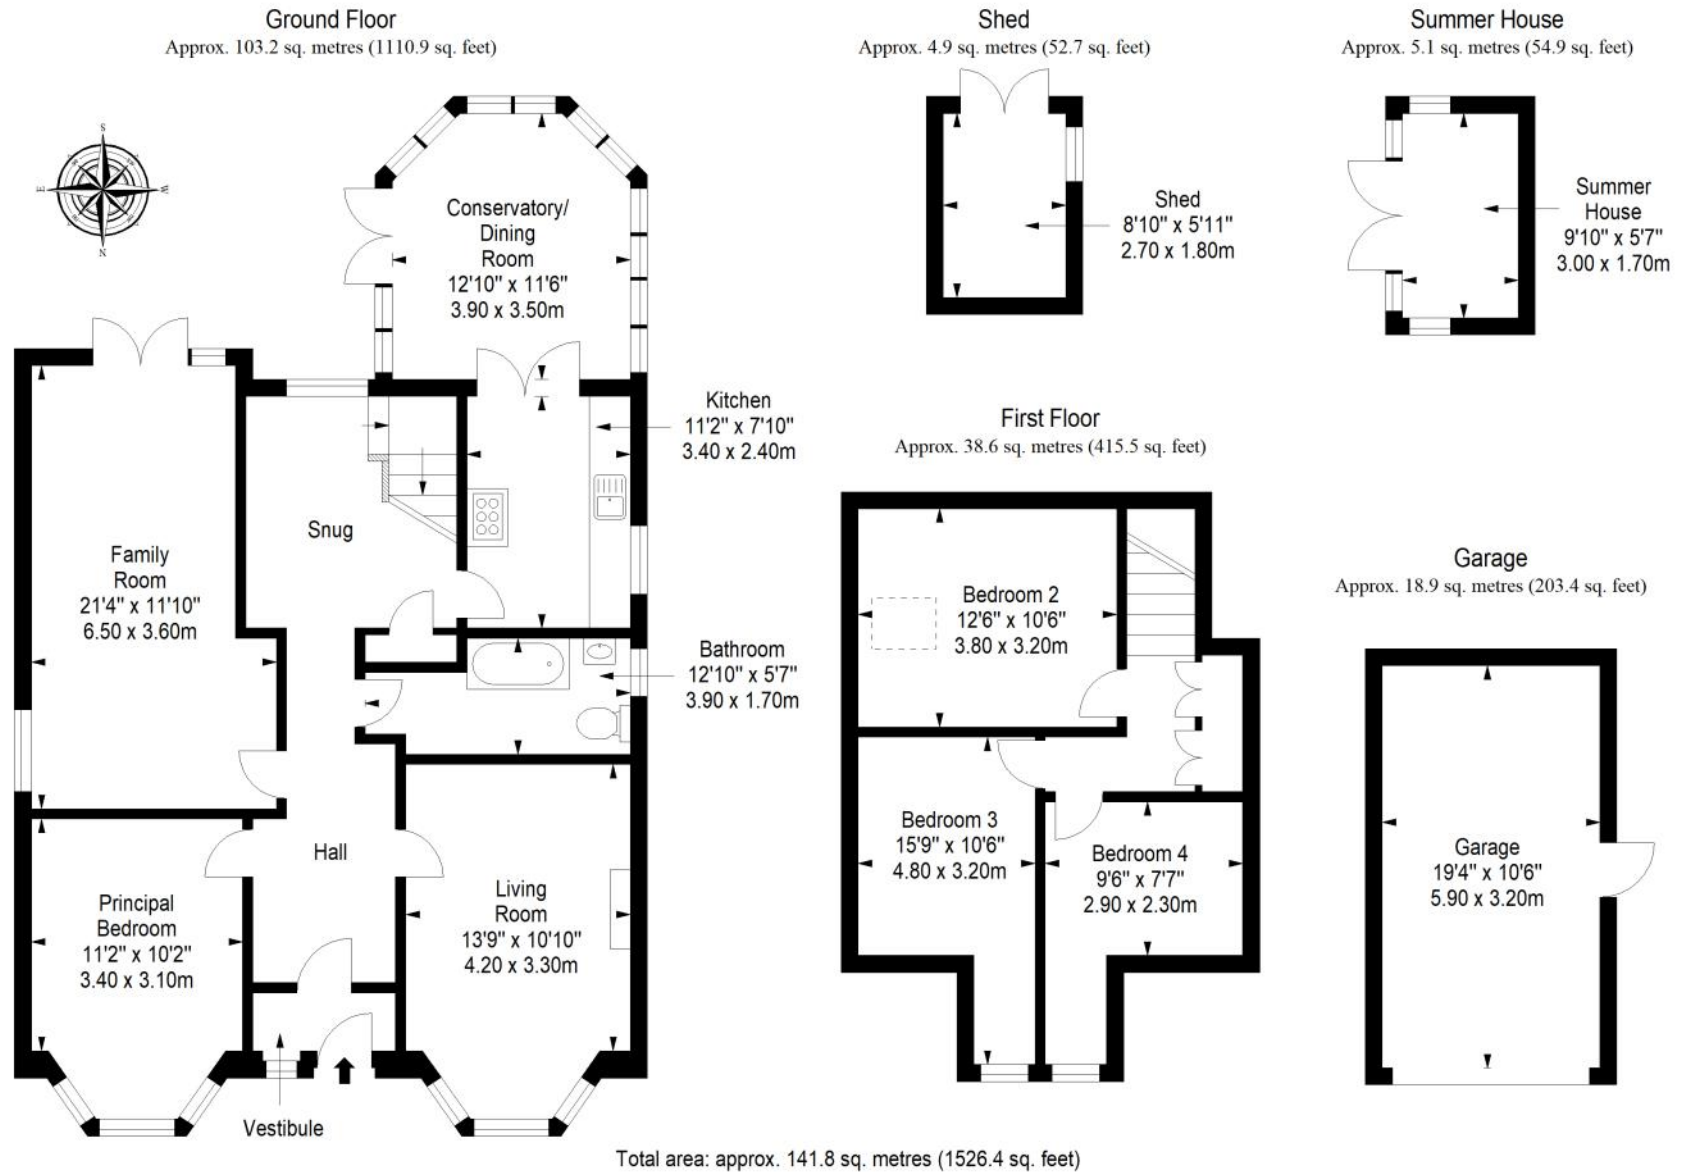 Ground Floor
Approx. 103.2 sq. metres (1110.9 sq. feet)
Shed
Approx. 4.9 sq. metres (52.7 sq. feet)
Summer House
Approx. 5.1 sq. metres (54.9 sq. feet)
S
E
W
N
Conservatory/
Dining
Room
12'10" x 11'6"
3.90 x 3.50m
Shed
8'10" x 5'11"
2.70 x 1.80m
Summer
House
9'10" x 5'7"
3.00 x 1.70m
Kitchen
11'2" x 7'10"
3.40 x 2.40m
Snug
Family
Room
21'4" x 11'10"
6.50 x 3.60m
Bathroom
12'10" x 5'7"
3.90 x 1.70m
Hall
Principal
Bedroom
11'2" x 10'2"
3.40 x 3.10m
Living
Room
13'9" x 10'10"
4.20 x 3.30m
Vestibule
First Floor
Approx. 38.6 sq. metres (415.5 sq. feet)
Bedroom 2
12'6" x 10'6"
3.80 x 3.20m
Bedroom 3
15'9" x 10'6"
4.80 x 3.20m
Bedroom 4
9'6" x 7'7"
2.90 x 2.30m
Garage
Approx. 18.9 sq. metres (203.4 sq. feet)
Garage
19'4" x 10'6"
5.90 x 3.20m
Total area: approx. 141.8 sq. metres (1526.4 sq. feet)